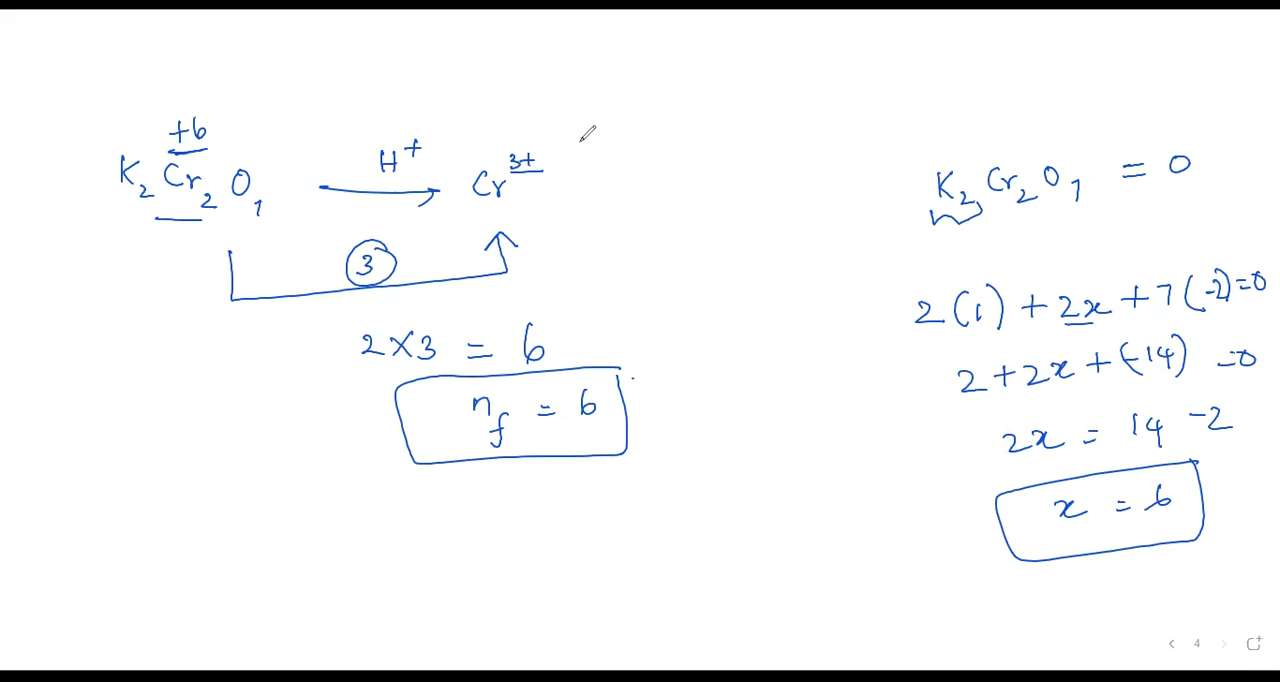 +6
K₂Cr₂O₇ H⁺ → Cr³⁺
3
2 × 3 = 6
n_f = 6
K₂Cr₂O₇ = 0
2(1) + 2x + 7(-2) = 0
2 + 2x + (-14) = 0
2x = 14 - 2
x = 6
< 4 >